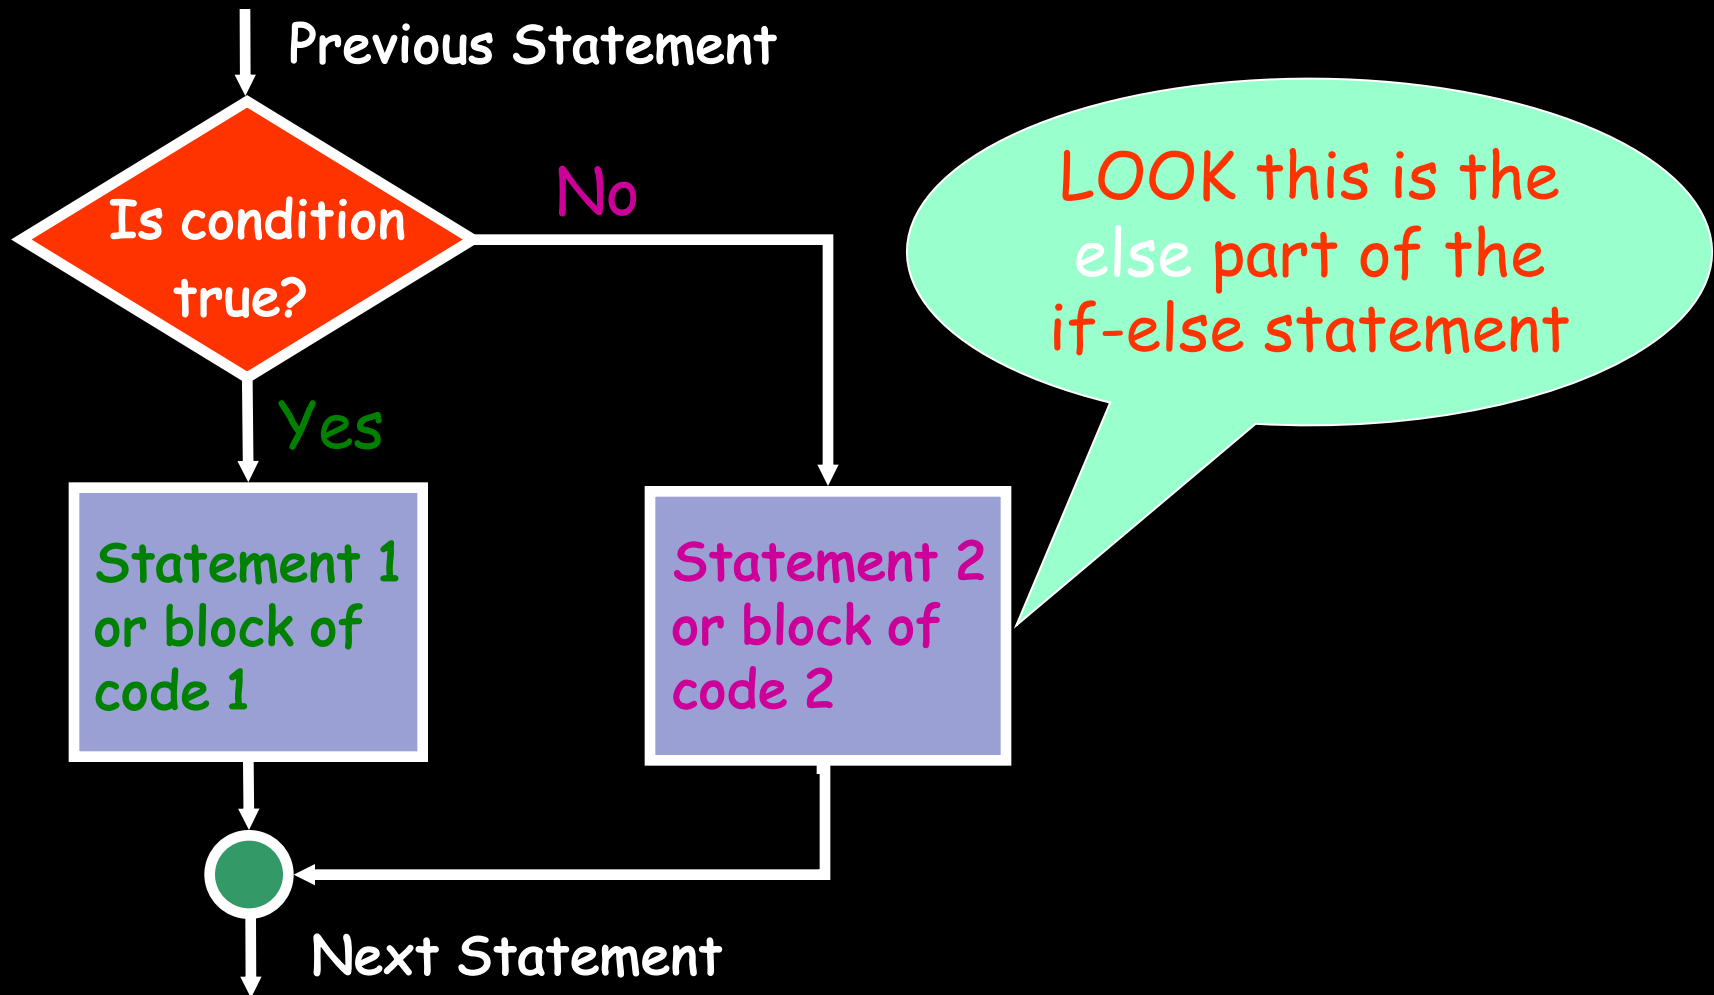 Previous Statement
Is condition
true?
No
LOOK this is the
else part of the
if-else statement
Yes
Statement 1
or block of
code 1
Statement 2
or block of
code 2
Next Statement